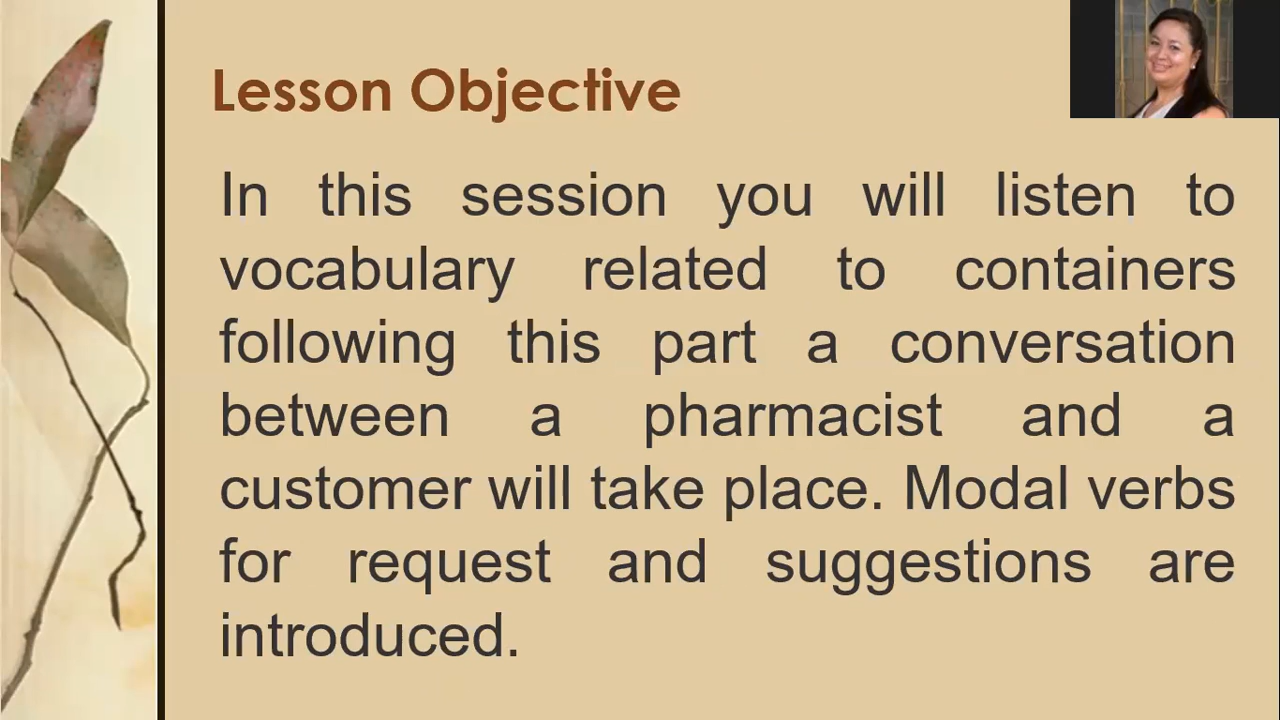 Lesson Objective
In this session you will listen to
vocabulary related to containers
following this part a conversation
between a pharmacist and a
customer will take place. Modal verbs
for request and suggestions are
introduced.